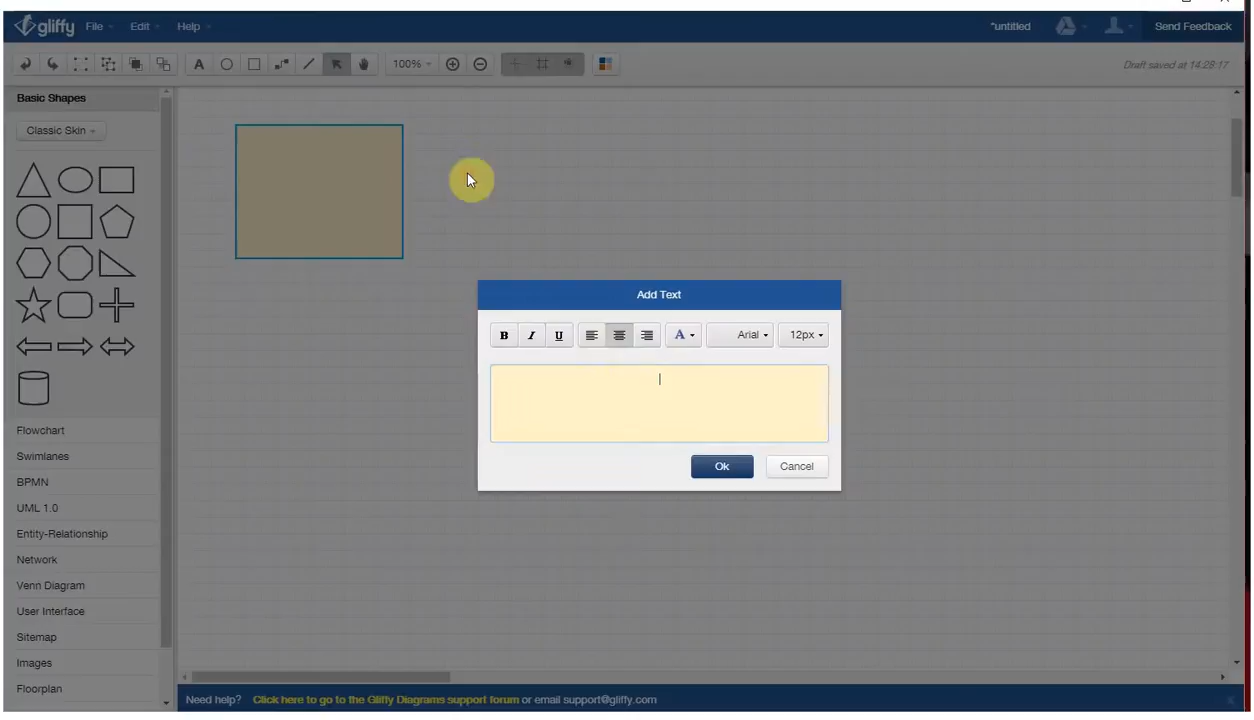 gliffy File Edit Help *untitled Send Feedback
A 100% Draft saved at 14:28:17
Basic Shapes
Classic Skin
Add Text
B I U A Arial 12px
Ok Cancel
Flowchart
Swimlanes
BPMN
UML 1.0
Entity-Relationship
Network
Venn Diagram
User Interface
Sitemap
Images
Floorplan
Need help? Click here to go to the Gliffy Diagrams support forum or email support@gliffy.com